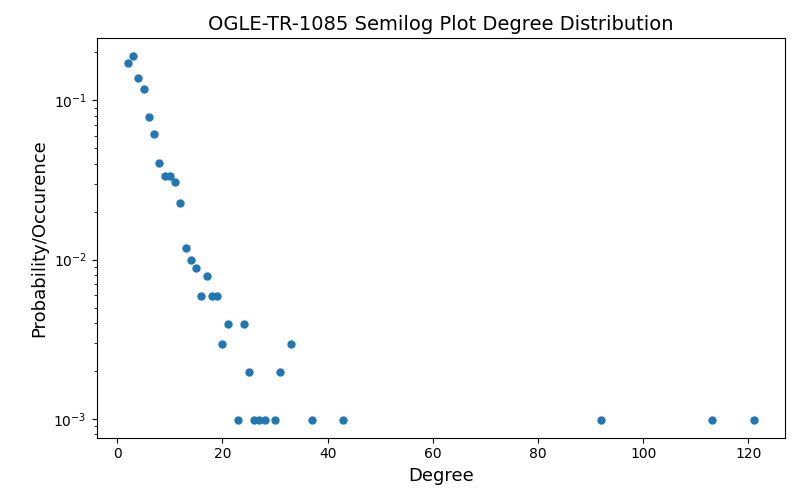 OGLE-TR-1085 Semilog Plot Degree Distribution
Probability/Occurence
10⁻¹
10⁻²
10⁻³
0 20 40 60 80 100 120
Degree